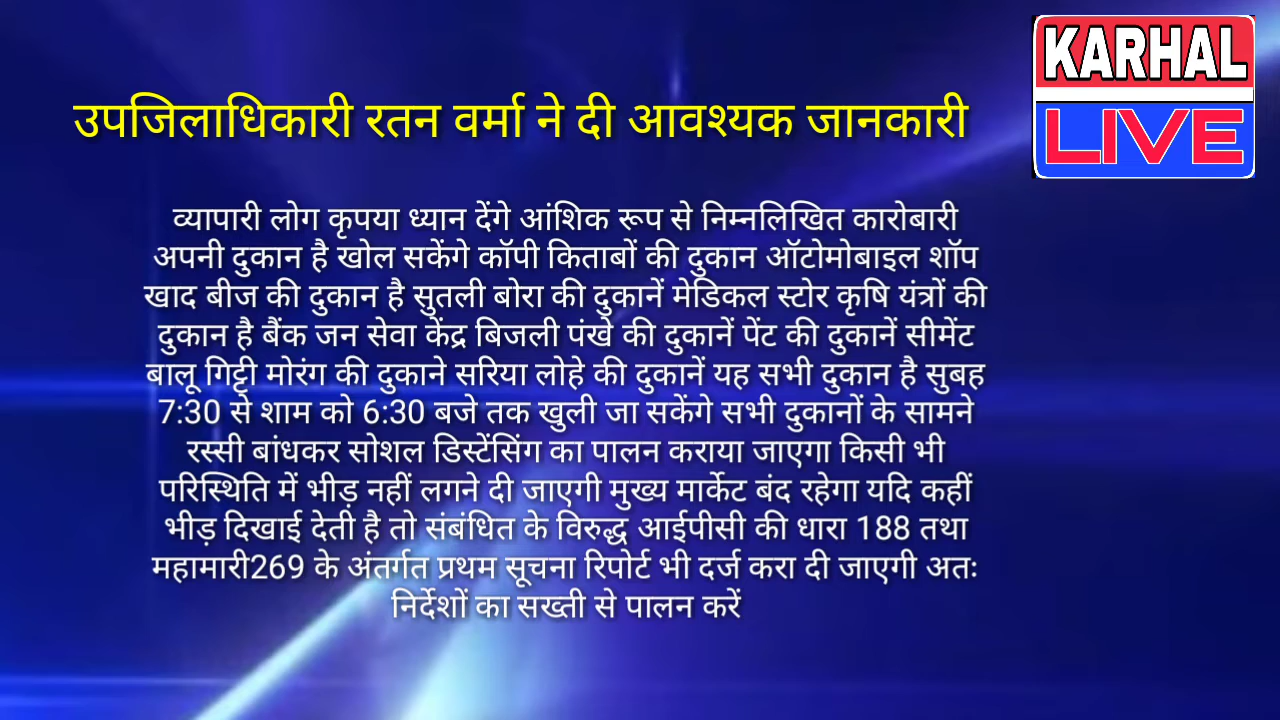 KARHAL
LIVE
उपजिलाधिकारी रतन वर्मा ने दी आवश्यक जानकारी
व्यापारी लोग कृपया ध्यान देंगे आंशिक रूप से निम्नलिखित कारोबारी
अपनी दुकान है खोल सकेंगे कॉपी किताबों की दुकान ऑटोमोबाइल शॉप
खाद बीज की दुकान है सुतली बोरा की दुकानें मेडिकल स्टोर कृषि यंत्रों की
दुकान है बैंक जन सेवा केंद्र बिजली पंखे की दुकानें पेंट की दुकानें सीमेंट
बालू गिट्टी मोरंग की दुकाने सरिया लोहे की दुकानें यह सभी दुकान है सुबह
7:30 से शाम को 6:30 बजे तक खुली जा सकेंगे सभी दुकानों के सामने
रस्सी बांधकर सोशल डिस्टेंसिंग का पालन कराया जाएगा किसी भी
परिस्थिति में भीड़ नहीं लगने दी जाएगी मुख्य मार्केट बंद रहेगा यदि कहीं
भीड़ दिखाई देती है तो संबंधित के विरुद्ध आईपीसी की धारा 188 तथा
महामारी269 के अंतर्गत प्रथम सूचना रिपोर्ट भी दर्ज करा दी जाएगी अतः
निर्देशों का सख्ती से पालन करें